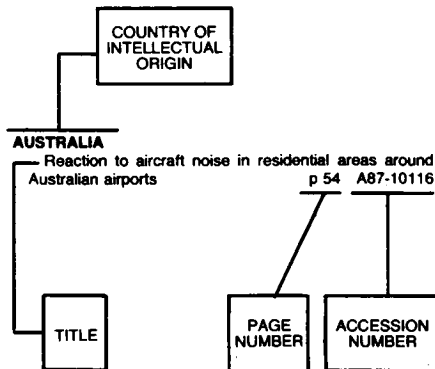 COUNTRY OF
INTELLECTUAL
ORIGIN
AUSTRALIA
Reaction to aircraft noise in residential areas around
Australian airports p 54 A87-10116
TITLE
PAGE
NUMBER
ACCESSION
NUMBER